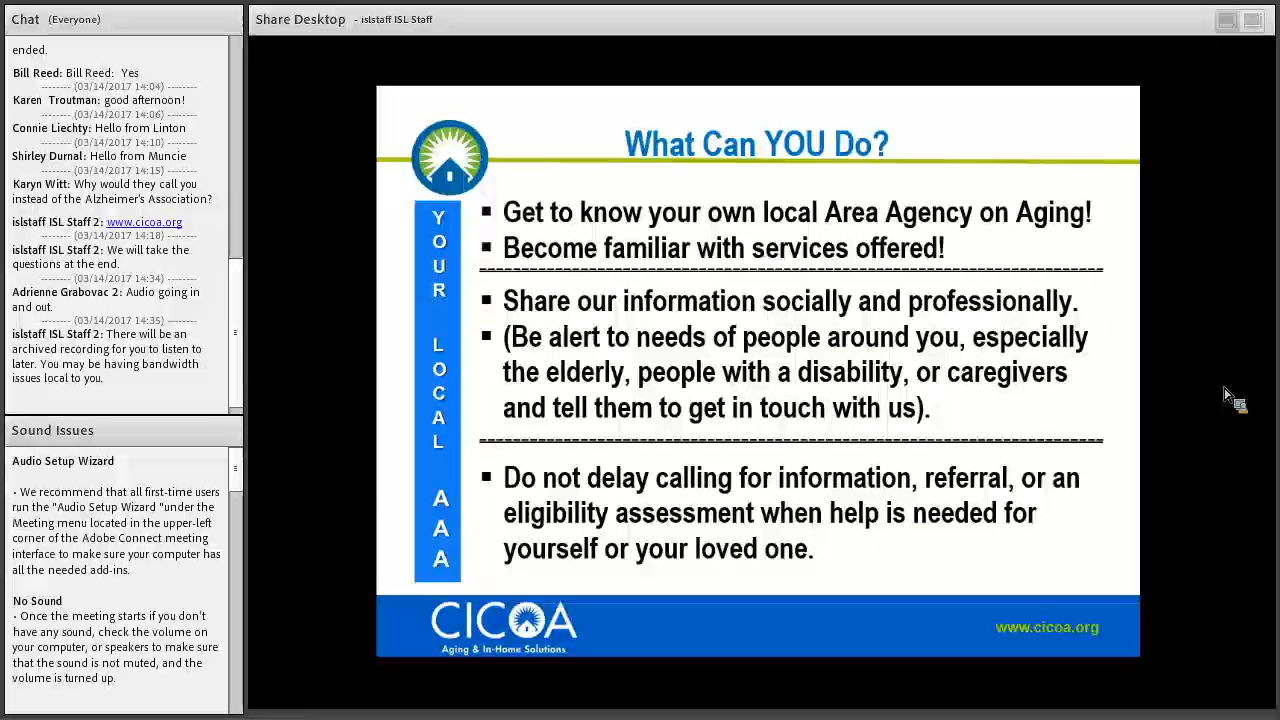 Chat (Everyone)
ended.
Bill Reed: Bill Reed: Yes
-------- (03/14/2017 14:04) --------
Karen Troutman: good afternoon!
-------- (03/14/2017 14:06) --------
Connie Liechty: Hello from Linton
-------- (03/14/2017 14:10) --------
Shirley Durnal: Hello from Muncie
-------- (03/14/2017 14:15) --------
Karyn Witt: Why would they call you
instead of the Alzheimer's Association?
islstaff ISL Staff 2: www.cicoa.org
-------- (03/14/2017 14:18) --------
islstaff ISL Staff 2: We will take the
questions at the end.
-------- (03/14/2017 14:34) --------
Adrienne Grabovac 2: Audio going in
and out.
-------- (03/14/2017 14:35) --------
islstaff ISL Staff 2: There will be an
archived recording for you to listen to
later. You may be having bandwidth
issues local to you.
Sound Issues
Audio Setup Wizard
• We recommend that all first-time users
run the "Audio Setup Wizard "under the
Meeting menu located in the upper-left
corner of the Adobe Connect meeting
interface to make sure your computer has
all the needed add-ins.
No Sound
• Once the meeting starts if you don't
have any sound, check the volume on
your computer, or speakers to make sure
that the sound is not muted, and the
volume is turned up.
Share Desktop - islstaff ISL Staff
What Can YOU Do?
YOUR LOCAL AAA
▪ Get to know your own local Area Agency on Aging!
▪ Become familiar with services offered!
▪ Share our information socially and professionally.
▪ (Be alert to needs of people around you, especially
the elderly, people with a disability, or caregivers
and tell them to get in touch with us).
▪ Do not delay calling for information, referral, or an
eligibility assessment when help is needed for
yourself or your loved one.
CICOA
Aging & In-Home Solutions
www.cicoa.org